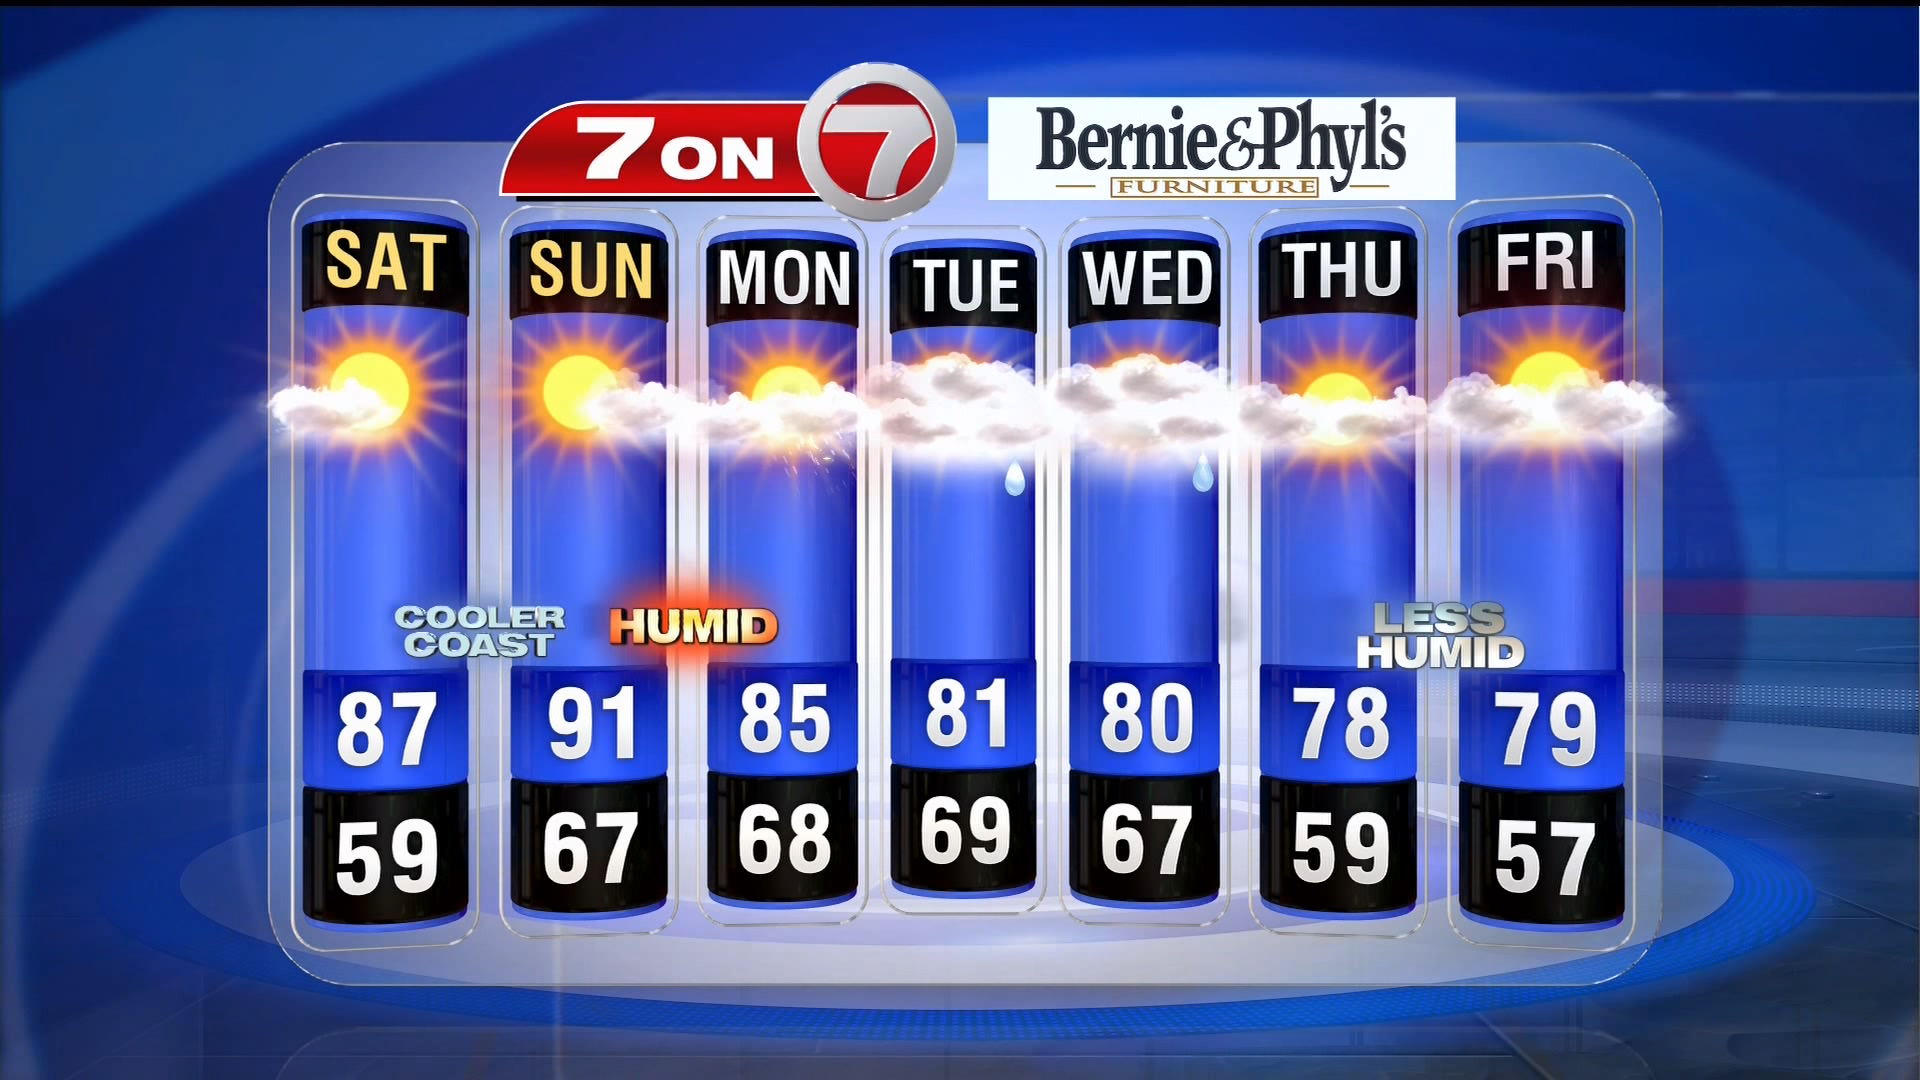 7 ON 7
Bernie & Phyl's
FURNITURE
SAT SUN MON TUE WED THU FRI
COOLER
COAST
HUMID
LESS
HUMID
87 91 85 81 80 78 79
59 67 68 69 67 59 57